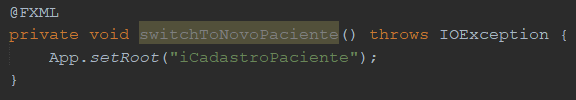 @FXML
private void switchToNovoPaciente() throws IOException {
    App.setRoot("iCadastroPaciente");
}